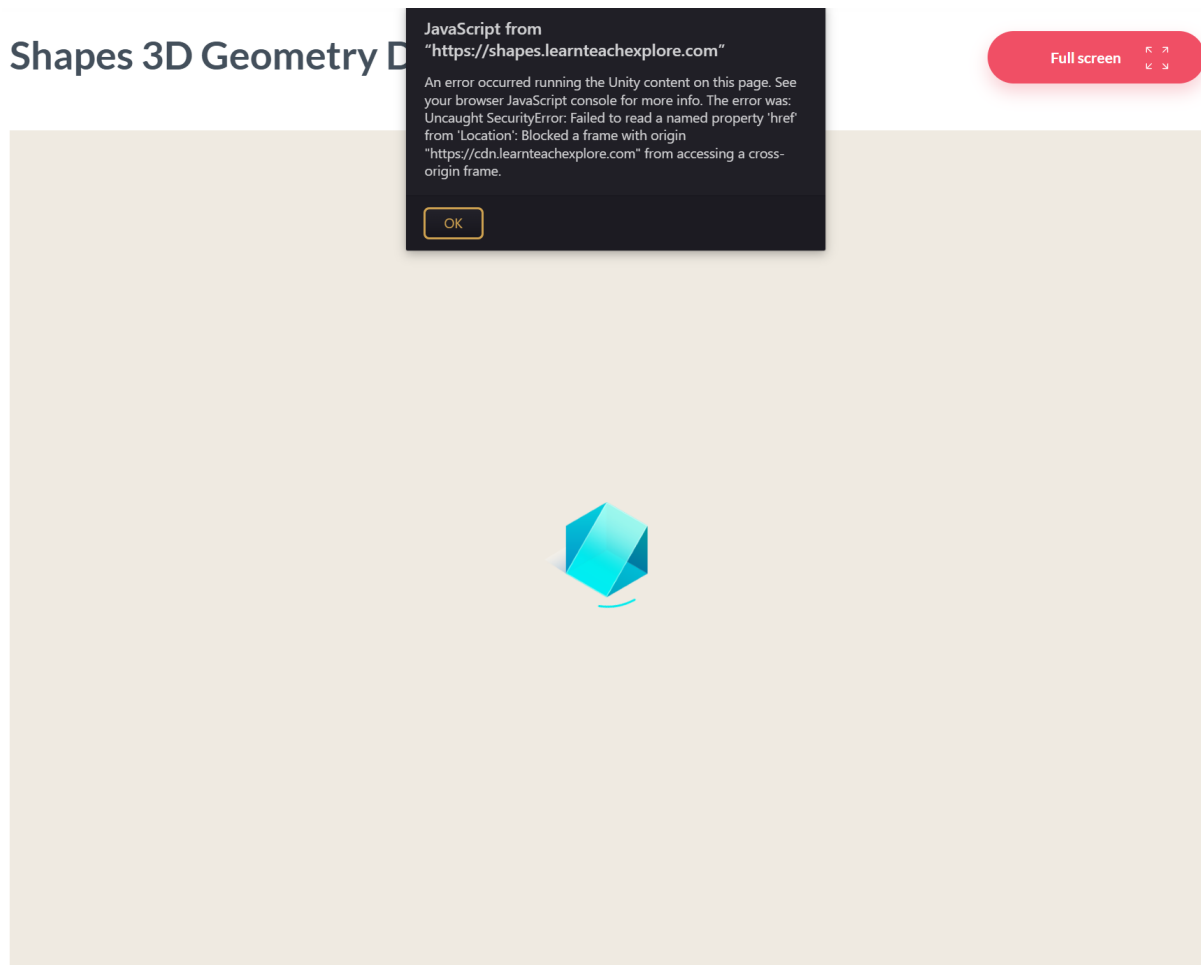 Shapes 3D Geometry D
JavaScript from
“https://shapes.learnteachexplore.com”
An error occurred running the Unity content on this page. See
your browser JavaScript console for more info. The error was:
Uncaught SecurityError: Failed to read a named property 'href'
from 'Location': Blocked a frame with origin
"https://cdn.learnteachexplore.com" from accessing a cross-
origin frame.
OK
Full screen